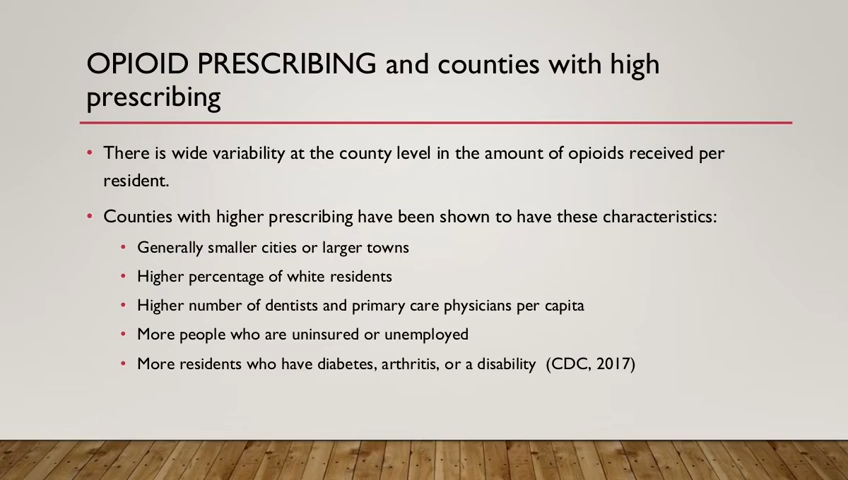 OPIOID PRESCRIBING and counties with high
prescribing
• There is wide variability at the county level in the amount of opioids received per
resident.
• Counties with higher prescribing have been shown to have these characteristics:
• Generally smaller cities or larger towns
• Higher percentage of white residents
• Higher number of dentists and primary care physicians per capita
• More people who are uninsured or unemployed
• More residents who have diabetes, arthritis, or a disability (CDC, 2017)